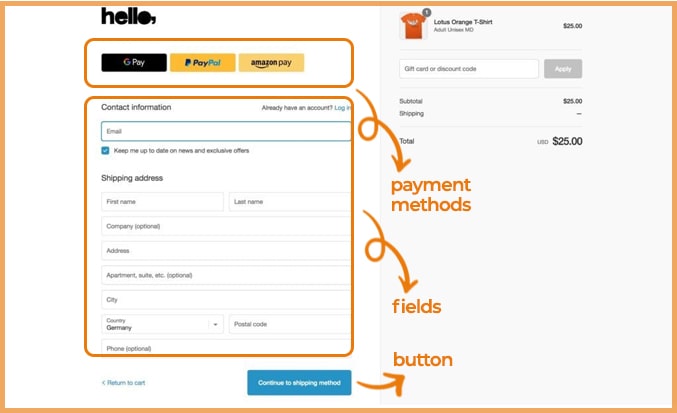 hello,
G Pay
PayPal
amazon pay
Contact information
Already have an account? Log in
Email
Keep me up to date on news and exclusive offers
Shipping address
First name
Last name
Company (optional)
Address
Apartment, suite, etc. (optional)
City
Country
Germany
Postal code
Phone (optional)
< Return to cart
Continue to shipping method
1
Lotus Orange T-Shirt
Adult Unisex MD
$25.00
Gift card or discount code
Apply
Subtotal
$25.00
Shipping
—
Total
USD $25.00
payment
methods
fields
button